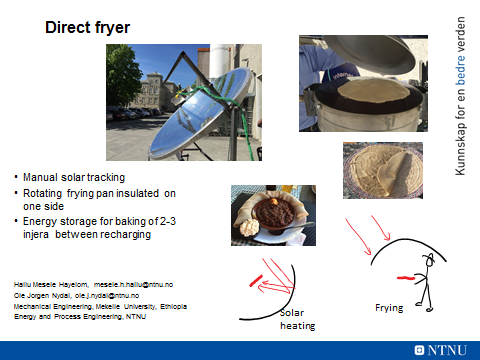 Direct fryer
Kunnskap for en bedre verden
• Manual solar tracking
• Rotating frying pan insulated on
one side
• Energy storage for baking of 2-3
injera between recharging
Hailu Mesele Hayelom, mesele.h.hailu@ntno.no
Ole Jorgen Nydal, ole.j.nydal@ntnu.no
Mechanical Engineering, Mekelle University, Ethiopia
Energy and Process Engineering, NTNU
Solar
heating
Frying
NTNU